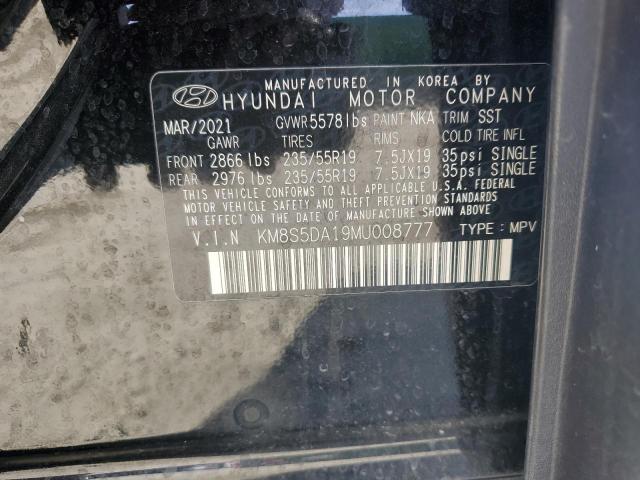 MANUFACTURED IN KOREA BY
HYUNDAI MOTOR COMPANY
MAR/2021 GVWR 5578 lbs PAINT NKA TRIM SST
GAWR TIRES RIMS COLD TIRE INFL
FRONT 2866 lbs 235/55R19 7.5JX19 35psi SINGLE
REAR 2976 lbs 235/55R19 7.5JX19 35psi SINGLE
THIS VEHICLE CONFORMS TO ALL APPLICABLE U.S.A. FEDERAL
MOTOR VEHICLE SAFETY AND THEFT PREVENTION STANDARDS
IN EFFECT ON THE DATE OF MANUFACTURE SHOWN ABOVE.
V.I.N KM8S5DA19MU008777 TYPE: MPV